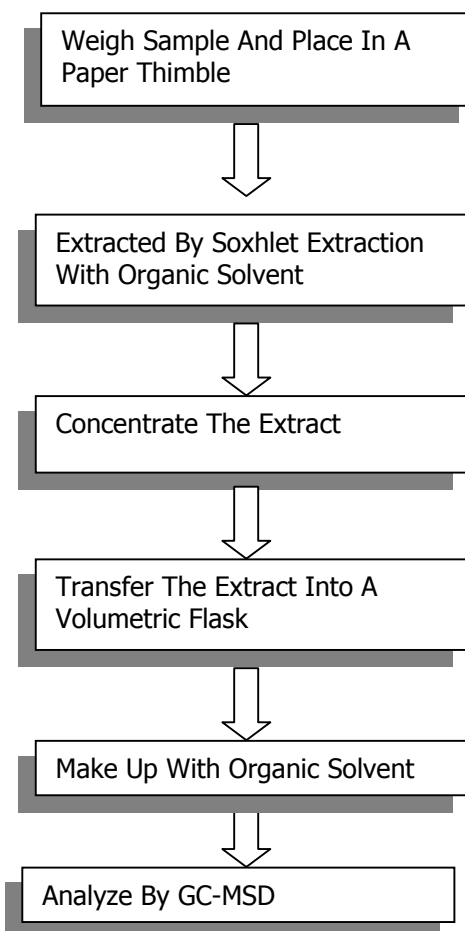 Weigh Sample And Place In A
Paper Thimble
Extracted By Soxhlet Extraction
With Organic Solvent
Concentrate The Extract
Transfer The Extract Into A
Volumetric Flask
Make Up With Organic Solvent
Analyze By GC-MSD